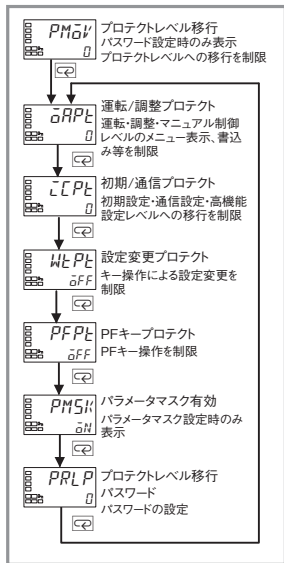 PMoV
0
プロテクトレベル移行
パスワード設定時のみ表示
プロテクトレベルへの移行を制限
oAPt
0
運転/調整プロテクト
運転・調整・マニュアル制御
レベルのメニュー表示、書込
み等を制限
iCPt
0
初期/通信プロテクト
初期設定・通信設定・高機能
設定レベルへの移行を制限
WtPt
oFF
設定変更プロテクト
キー操作による設定変更を
制限
PFPt
oFF
PFキープロテクト
PFキー操作を制限
PMSK
oN
パラメータマスク有効
パラメータマスク設定時のみ
表示
PRLP
0
プロテクトレベル移行
パスワード
パスワードの設定